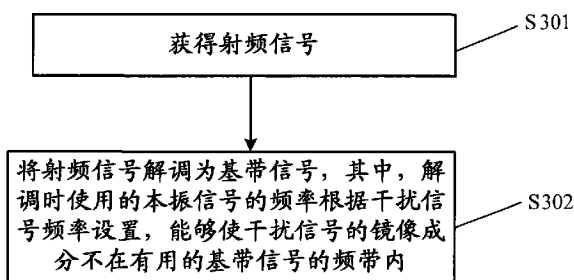 获得射频信号
S301
将射频信号解调为基带信号，其中，解
调时使用的本振信号的频率根据干扰信
号频率设置，能够使干扰信号的镜像成
分不在有用的基带信号的频带内
S302